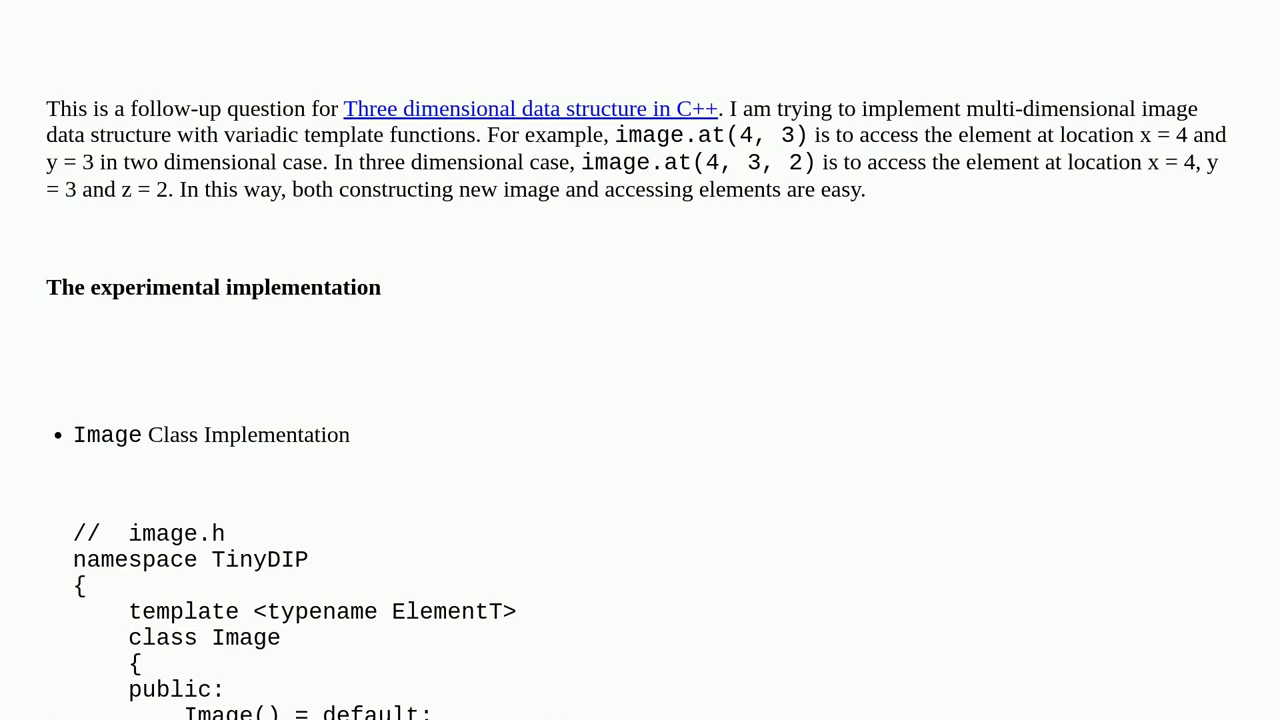 This is a follow-up question for Three dimensional data structure in C++. I am trying to implement multi-dimensional image
data structure with variadic template functions. For example, image.at(4, 3) is to access the element at location x = 4 and
y = 3 in two dimensional case. In three dimensional case, image.at(4, 3, 2) is to access the element at location x = 4, y
= 3 and z = 2. In this way, both constructing new image and accessing elements are easy.
The experimental implementation
• Image Class Implementation
//  image.h
namespace TinyDIP
{
    template <typename ElementT>
    class Image
    {
    public:
        Image() = default;